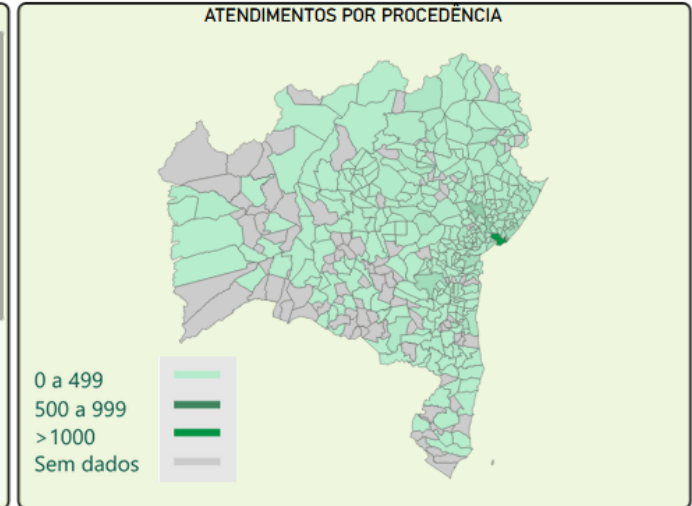 ATENDIMENTOS POR PROCEDÊNCIA
0 a 499
500 a 999
>1000
Sem dados